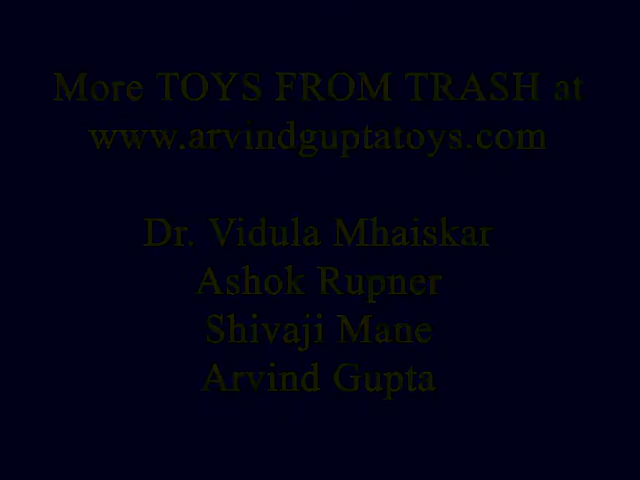 More TOYS FROM TRASH at
www.arvindguptatoys.com
Dr. Vidula Mhaiskar
Ashok Rupner
Shivaji Mane
Arvind Gupta